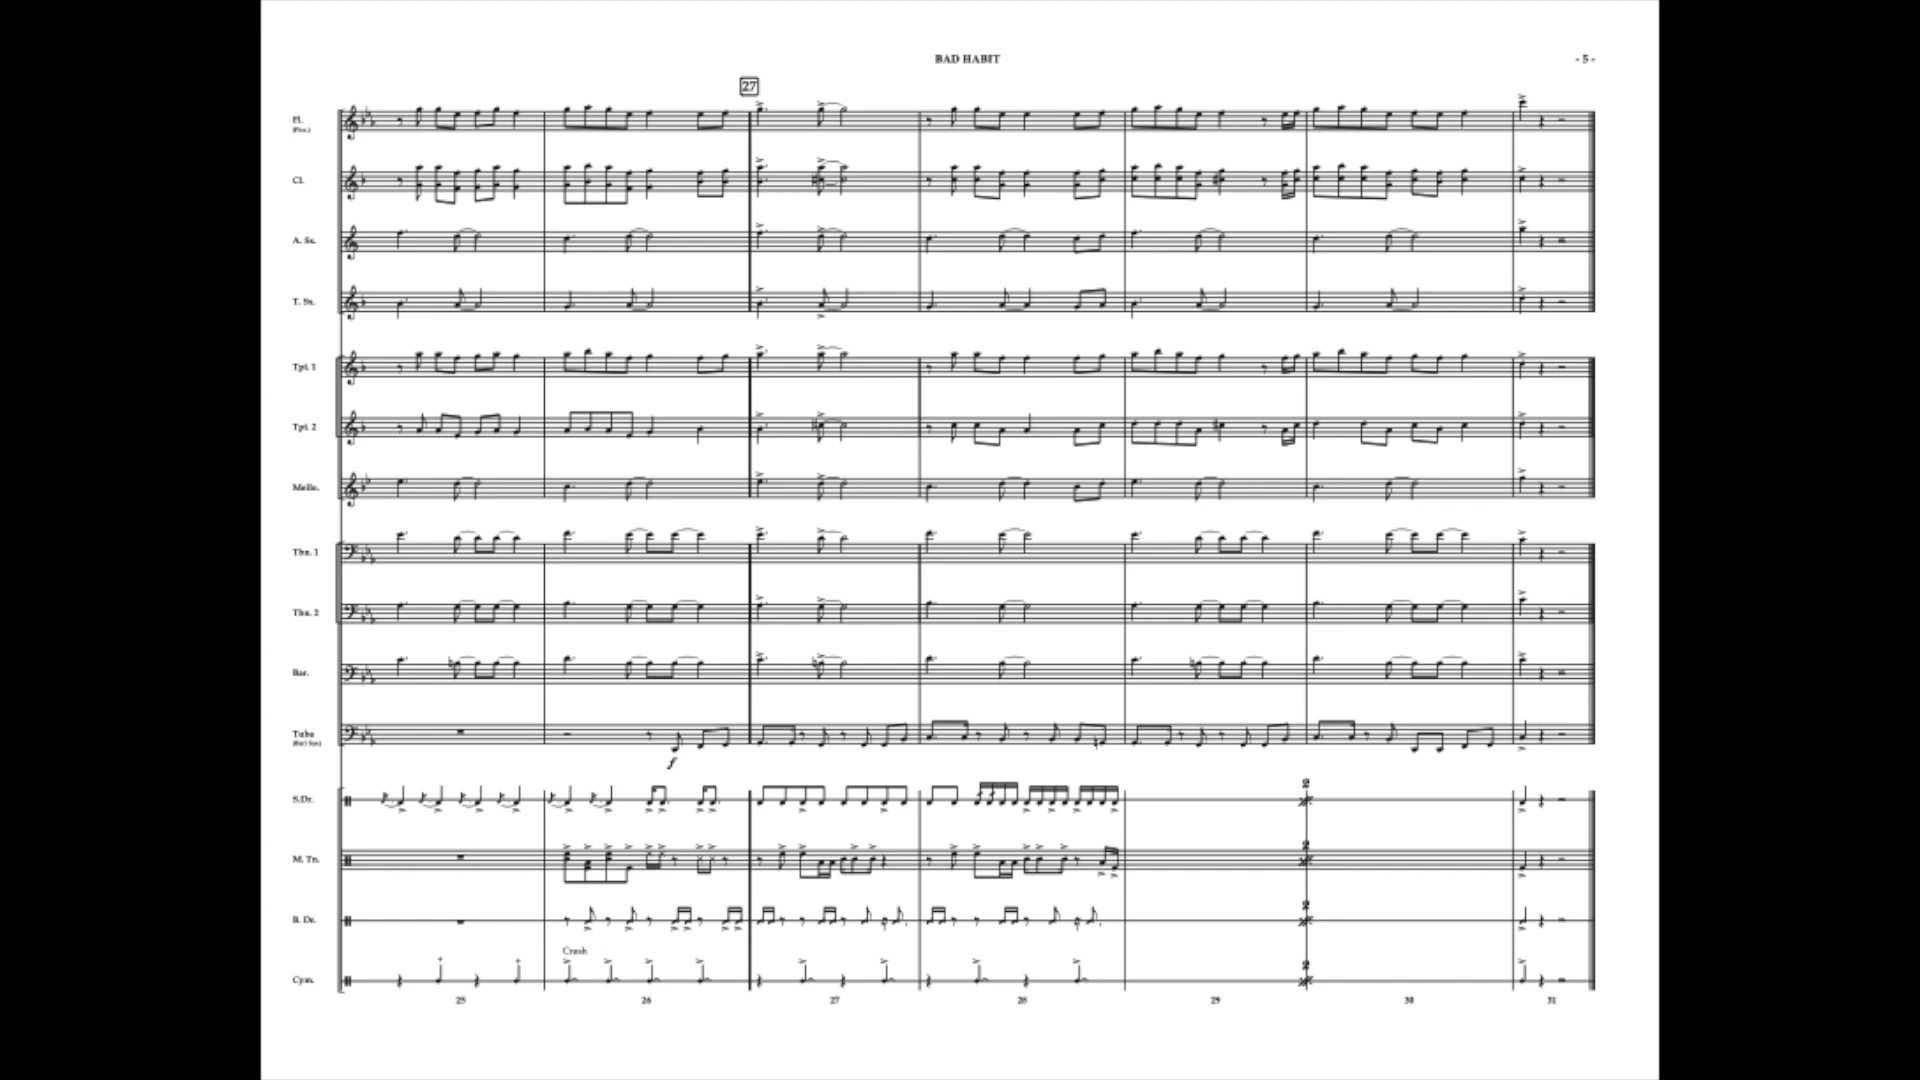 BAD HABIT
- 5 -
27
Fl.
(Picc.)
Cl.
A. Sx.
T. Sx.
Tpt. 1
Tpt. 2
Mello.
Tbn. 1
Tbn. 2
Bar.
Tuba
(Bari Sax)
f
2
S.Dr.
2
M. Tn.
2
B. Dr.
Crash
2
Cym.
25 26 27 28 29 30 31